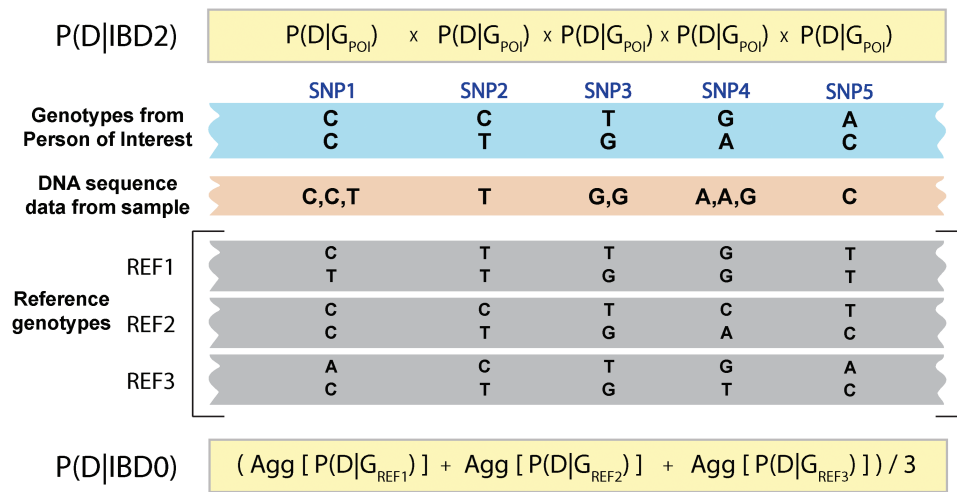 P(D|IBD2) P(D|G_POI) x P(D|G_POI) x P(D|G_POI) x P(D|G_POI) x P(D|G_POI)
SNP1 SNP2 SNP3 SNP4 SNP5
Genotypes from C C T G A
Person of Interest C T G A C
DNA sequence
data from sample C,C,T T G,G A,A,G C
REF1
C T T G T
T T G G T
Reference
genotypes
REF2
C C T C T
C T G A C
REF3
A C T G A
C T G T C
P(D|IBD0) ( Agg [ P(D|G_REF1) ] + Agg [ P(D|G_REF2) ] + Agg [ P(D|G_REF3) ] ) / 3